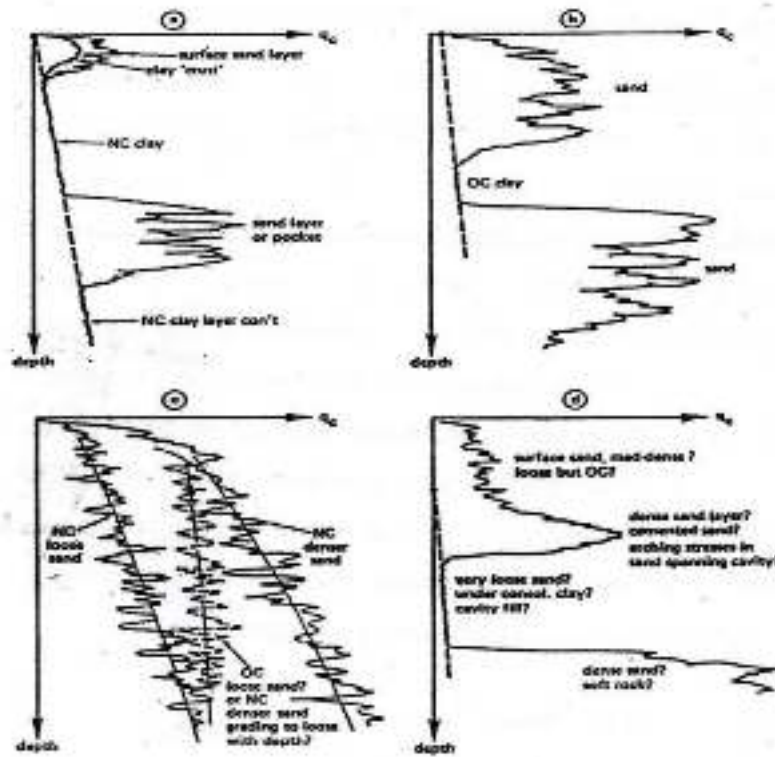 a
qc
surface sand layer
clay "crust"
NC clay
sand layer
or pocket
NC clay layer con't
depth
b
qc
sand
OC clay
sand
depth
qc
NC
loose
sand
NC
denser
sand
OC
loose sand?
or NC
denser sand
grading to loose
with depth?
depth
d
qc
surface sand, med-dense?
loose but OC?
dense sand layer?
cemented sand?
arching stresses in
sand spanning cavity?
very loose sand?
under consol. clay?
cavity fill?
dense sand?
soft rock?
depth